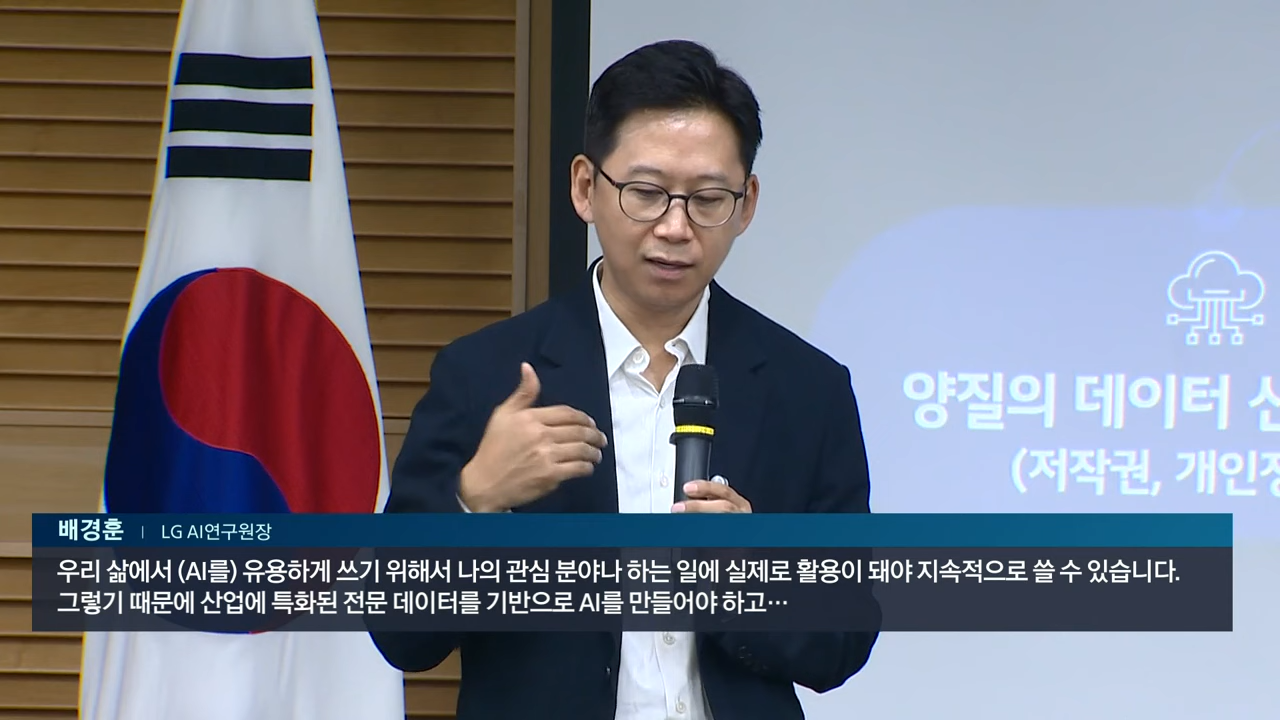 양질의 데이터
(저작권,
배경훈 | LG AI연구원장
우리 삶에서 (AI를) 유용하게 쓰기 위해서 나의 관심 분야나 하는 일에 실제로 활용이 돼야 지속적으로 쓸 수 있습니다.
그렇기 때문에 산업에 특화된 전문 데이터를 기반으로 AI를 만들어야 하고…